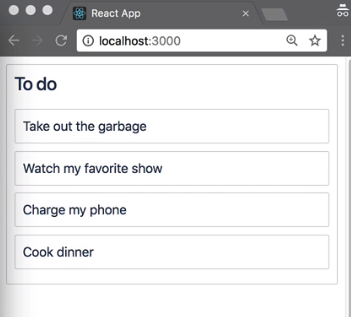 React App
localhost:3000
To do
Take out the garbage
Watch my favorite show
Charge my phone
Cook dinner